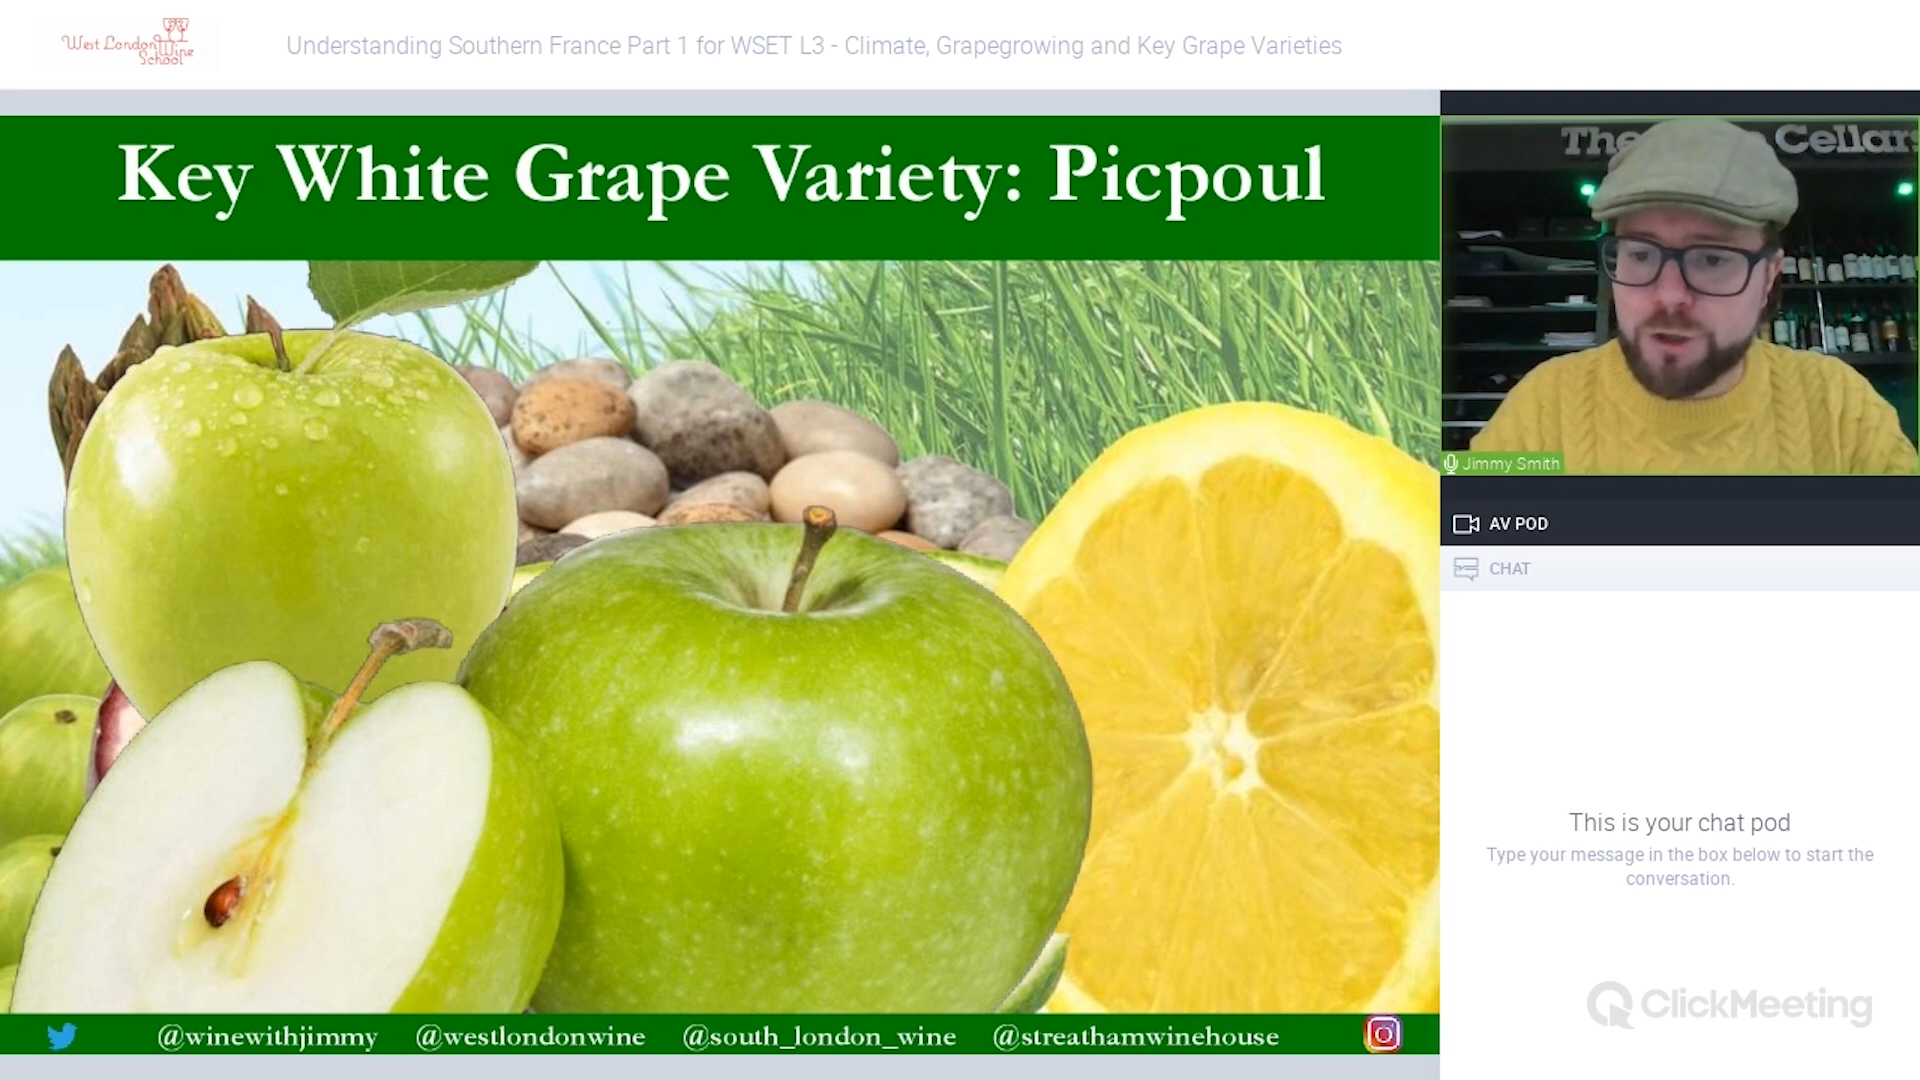 West London Wine School
Understanding Southern France Part 1 for WSET L3 - Climate, Grapegrowing and Key Grape Varieties
Key White Grape Variety: Picpoul
The Cellars
Jimmy Smith
AV POD
CHAT
This is your chat pod
Type your message in the box below to start the
conversation.
ClickMeeting
@winewithjimmy @westlondonwine @south_london_wine @streathamwinehouse